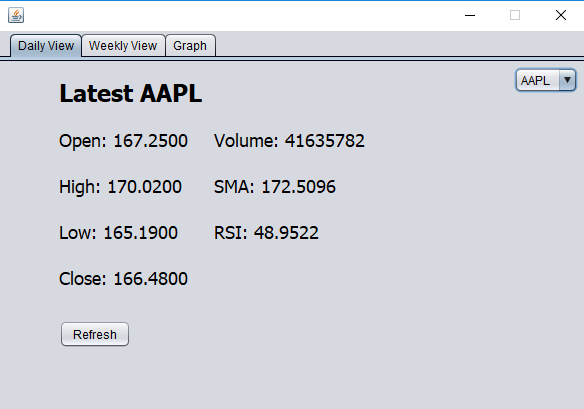 Daily View Weekly View Graph
AAPL
Latest AAPL
Open: 167.2500 Volume: 41635782
High: 170.0200 SMA: 172.5096
Low: 165.1900 RSI: 48.9522
Close: 166.4800
Refresh